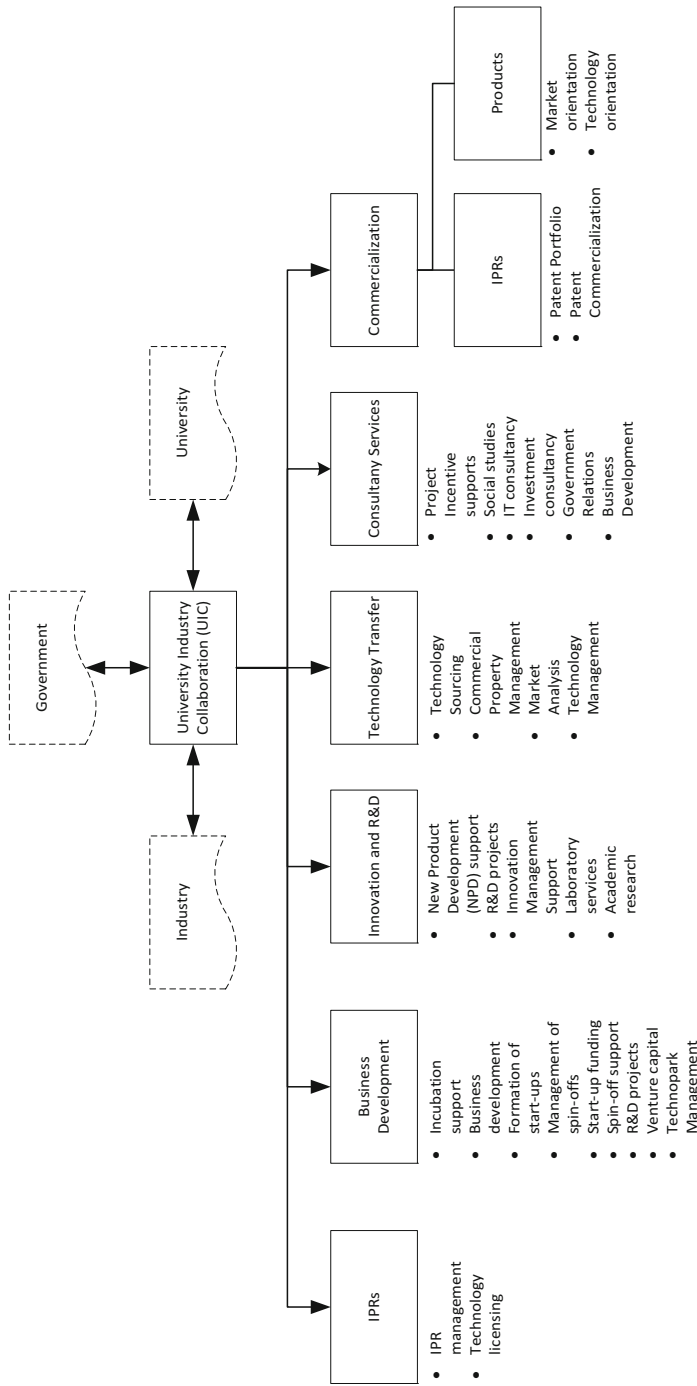 Government
Industry
University Industry
Collaboration (UIC)
University
IPRs
• IPR
management
• Technology
licensing
Business
Development
• Incubation
support
• Business
development
• Formation of
start-ups
• Management of
spin-offs
• Start-up funding
• Spin-off support
• R&D projects
• Venture capital
• Technopark
Management
Innovation and R&D
• New Product
Development
(NPD) support
• R&D projects
• Innovation
Management
Support
• Laboratory
services
• Academic
research
Technology Transfer
• Technology
Sourcing
• Commercial
Property
Management
• Market
Analysis
• Technology
Management
Consultany Services
• Project
Incentive
supports
• Social studies
• IT consultancy
• Investment
consultancy
• Government
Relations
• Business
Development
Commercialization
IPRs
• Patent Portfolio
• Patent
Commercialization
Products
• Market
orientation
• Technology
orientation